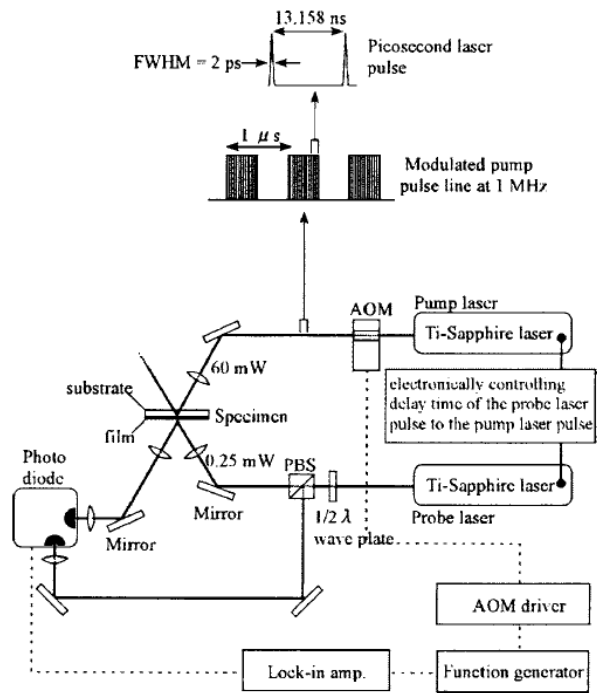 13.158 ns
Picosecond laser
pulse
FWHM = 2 ps
1 μs
Modulated pump
pulse line at 1 MHz
AOM
Pump laser
Ti-Sapphire laser
60 mW
substrate
film
Specimen
electronically controlling
delay time of the probe laser
pulse to the pump laser pulse
Photo
diode
0.25 mW
PBS
Ti-Sapphire laser
Mirror
Mirror
1/2 λ
wave plate
Probe laser
AOM driver
Lock-in amp.
Function generator